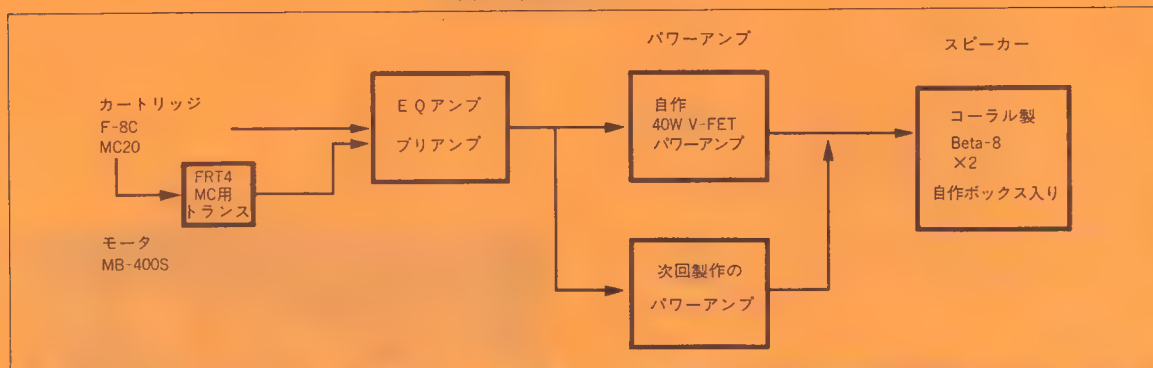 カートリッジ
F-8C
MC20
FRT4
MC用
トランス
モータ
MB-400S
EQアンプ
プリアンプ
パワーアンプ
自作
40W V-FET
パワーアンプ
次回製作の
パワーアンプ
スピーカー
コーラル製
Beta-8
×2
自作ボックス入り